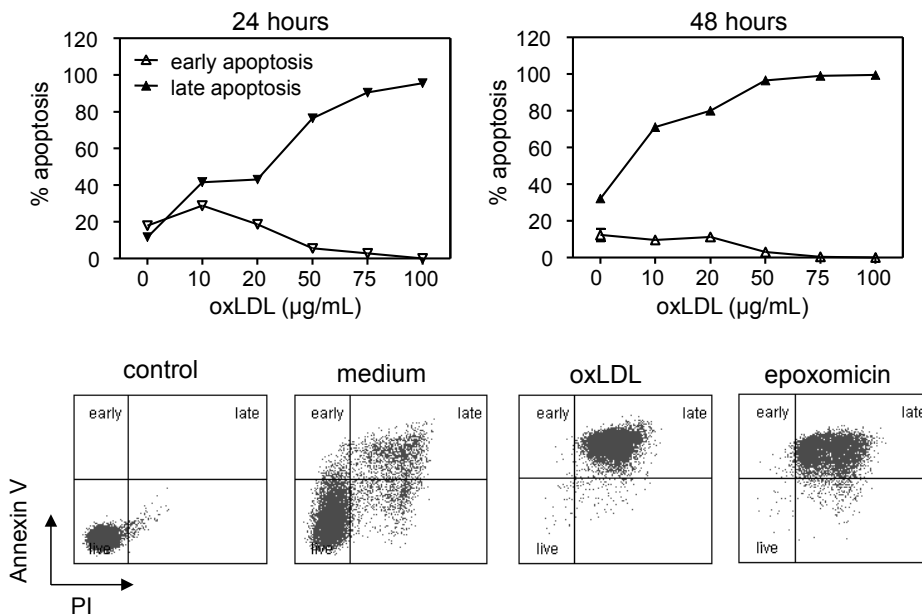 24 hours
% apoptosis
120
100
80
60
40
20
0
early apoptosis
late apoptosis
0 10 20 50 75 100
oxLDL (µg/mL)
48 hours
% apoptosis
120
100
80
60
40
20
0
0 10 20 50 75 100
oxLDL (µg/mL)
control
early late
live
medium
early late
live
oxLDL
early late
live
epoxomicin
early late
live
Annexin V
PI